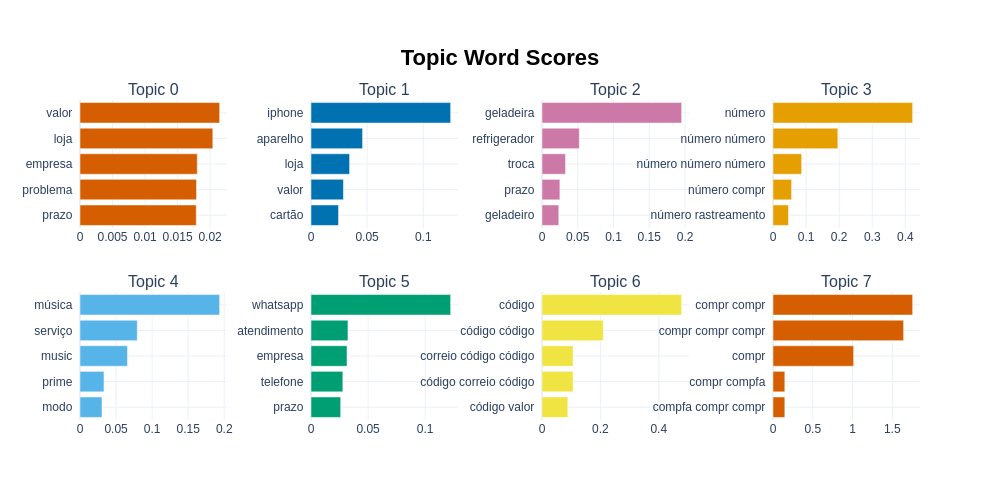 Topic Word Scores
Topic 0
valor
loja
empresa
problema
prazo
0 0.005 0.01 0.015 0.02
Topic 1
iphone
aparelho
loja
valor
cartão
0 0.05 0.1
Topic 2
geladeira
refrigerador
troca
prazo
geladeiro
0 0.05 0.1 0.15 0.2
Topic 3
número
número número
número número número
número compr
número rastreamento
0 0.1 0.2 0.3 0.4
Topic 4
música
serviço
music
prime
modo
0 0.05 0.1 0.15 0.2
Topic 5
whatsapp
atendimento
empresa
telefone
prazo
0 0.05 0.1
Topic 6
código
código código
correio código código
código correio código
código valor
0 0.2 0.4
Topic 7
compr compr
compr compr compr
compr
compr compfa
compfa compr compr
0 0.5 1 1.5